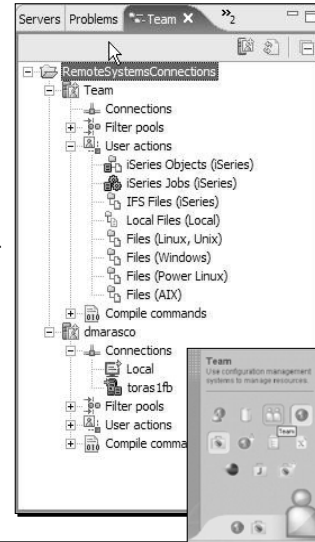 Servers Problems Team 2
RemoteSystemsConnections
Team
Connections
Filter pools
User actions
iSeries Objects (iSeries)
iSeries Jobs (iSeries)
IFS Files (iSeries)
Local Files (Local)
Files (Linux, Unix)
Files (Windows)
Files (Power Linux)
Files (AIX)
Compile commands
dmarasco
Connections
Local
toras1fb
Filter pools
User actions
Compile comma
Team
Use configuration management
systems to manage resources.
Team